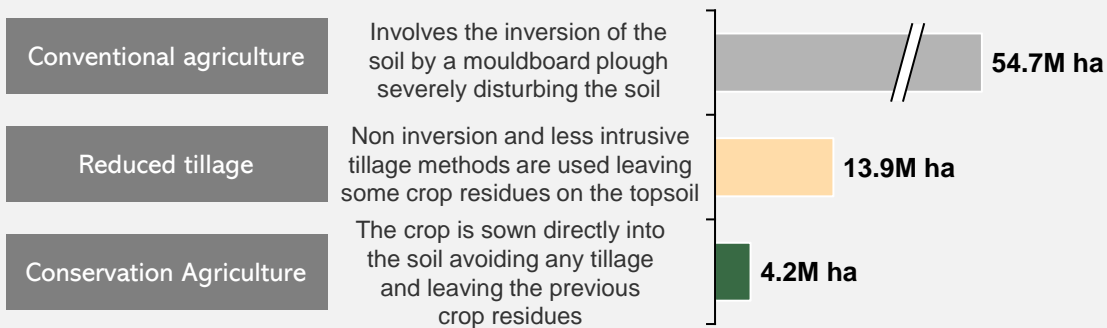 Conventional agriculture
Involves the inversion of the
soil by a mouldboard plough
severely disturbing the soil
54.7M ha
Reduced tillage
Non inversion and less intrusive
tillage methods are used leaving
some crop residues on the topsoil
13.9M ha
Conservation Agriculture
The crop is sown directly into
the soil avoiding any tillage
and leaving the previous
crop residues
4.2M ha